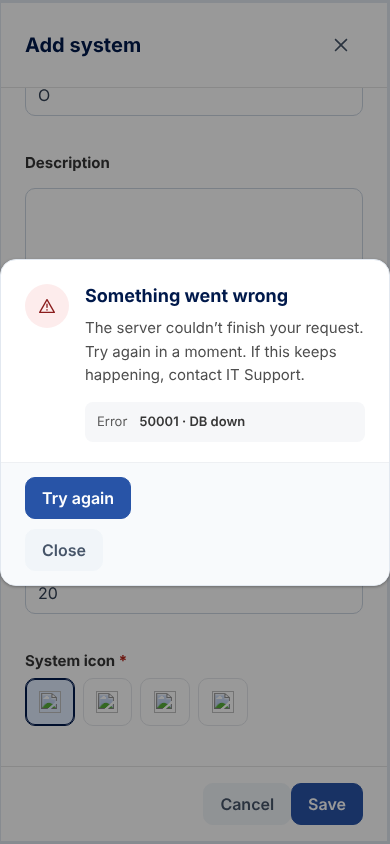 Add system
O
Description
Something went wrong
The server couldn’t finish your request.
Try again in a moment. If this keeps
happening, contact IT Support.
Error 50001 · DB down
Try again
Close
20
System icon *
Cancel Save